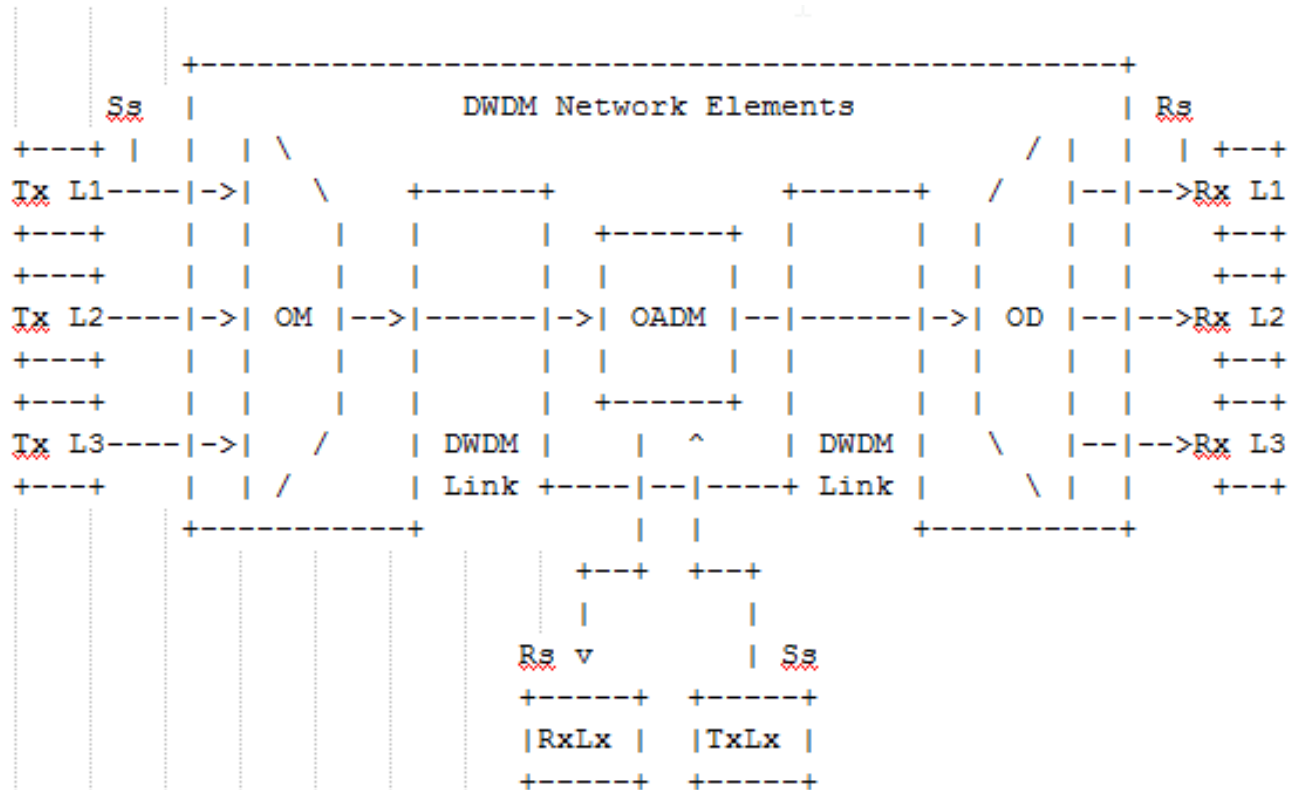 DWDM Network Elements
Ss Rs
Tx L1 Rx L1
Tx L2 OM OADM OD Rx L2
Tx L3 DWDM DWDM Rx L3
Link Link
Rs v Ss
RxLx TxLx